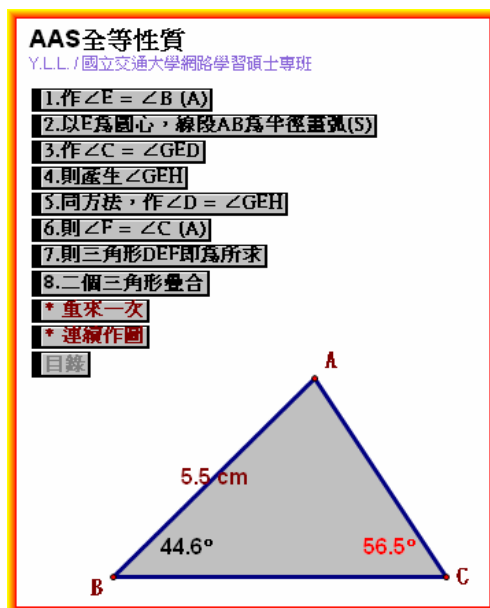 AAS全等性質
Y.L.L. / 國立交通大學網路學習碩士專班
1.作∠E = ∠B (A)
2.以E為圓心，線段AB為半徑畫弧(S)
3.作∠C = ∠GED
4.則產生∠GEH
5.同方法，作∠D = ∠GEH
6.則∠F = ∠C (A)
7.則三角形DEF即為所求
8.二個三角形疊合
* 重來一次
* 連續作圖
目錄
A
5.5 cm
44.6°
56.5°
B
C